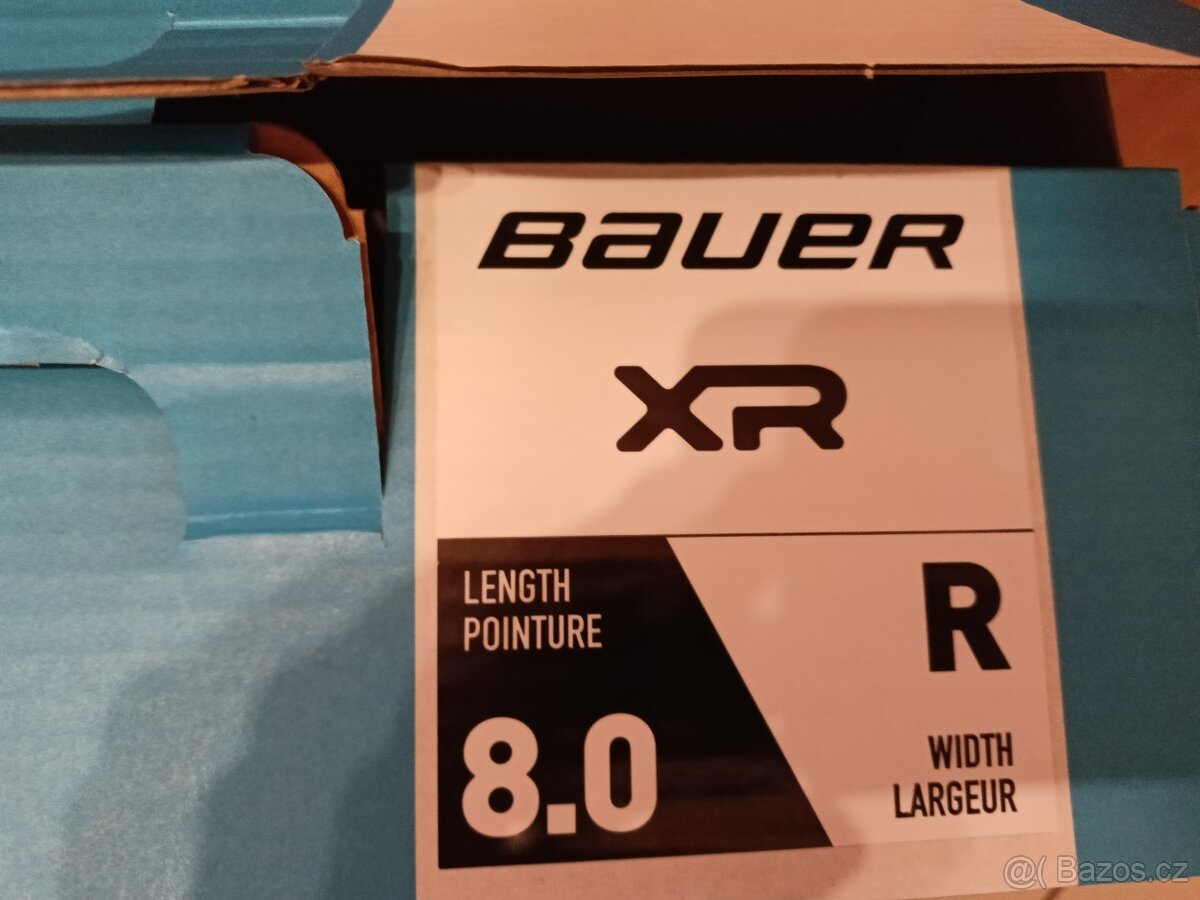 BAUER
XR
LENGTH
POINTURE
8.0
R
WIDTH
LARGEUR
@( Bazos.cz